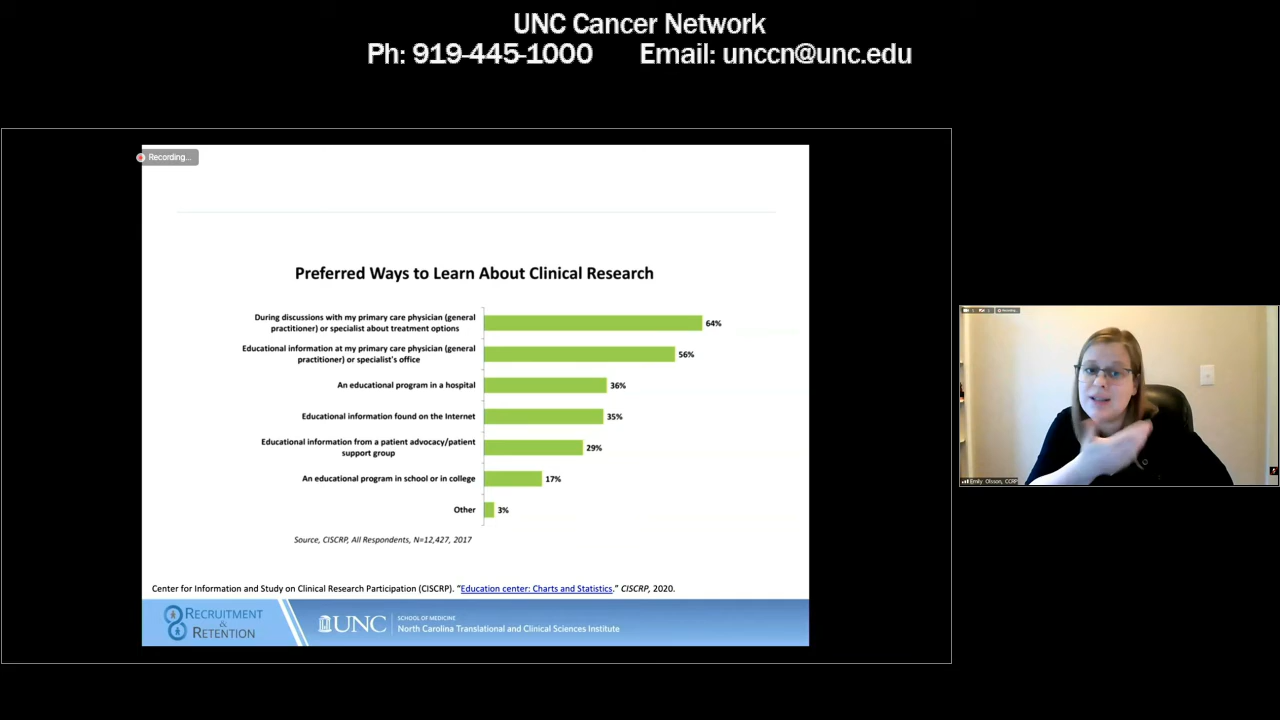 UNC Cancer Network
Ph: 919-445-1000 Email: unccn@unc.edu
Recording...
Preferred Ways to Learn About Clinical Research
During discussions with my primary care physician (general
practitioner) or specialist about treatment options
64%
Educational information at my primary care physician (general
practitioner) or specialist's office
56%
An educational program in a hospital
36%
Educational information found on the Internet
35%
Educational information from a patient advocacy/patient
support group
29%
An educational program in school or in college
17%
Other
3%
Source, CISCRP, All Respondents, N=12,427, 2017
Center for Information and Study on Clinical Research Participation (CISCRP). “Education center: Charts and Statistics.” CISCRP, 2020.
RECRUITMENT
&
RETENTION
UNC
SCHOOL OF MEDICINE
North Carolina Translational and Clinical Sciences Institute
Emily Olsson, CCRP